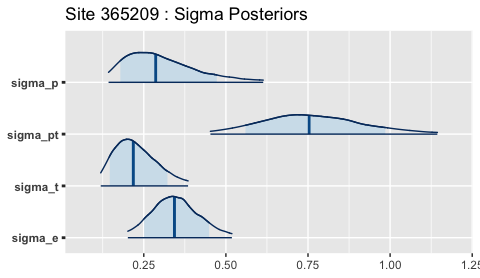 Site 365209 : Sigma Posteriors
sigma_p
sigma_pt
sigma_t
sigma_e
0.25 0.50 0.75 1.00 1.25